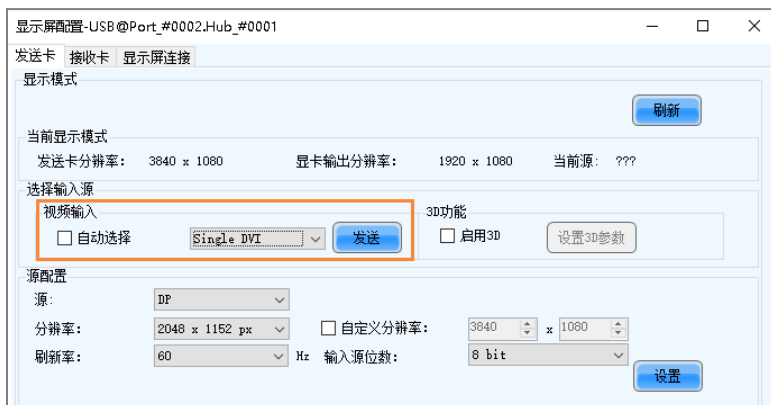 显示屏配置-USB@Port_#0002.Hub_#0001
发送卡 接收卡 显示屏连接
显示模式
刷新
当前显示模式
发送卡分辨率: 3840 x 1080 显卡输出分辨率: 1920 x 1080 当前源: ???
选择输入源
视频输入 3D功能
自动选择 Single DVI 发送 启用3D 设置3D参数
源配置
源: DP
分辨率: 2048 x 1152 px 自定义分辨率: 3840 x 1080
刷新率: 60 Hz 输入源位数: 8 bit
设置